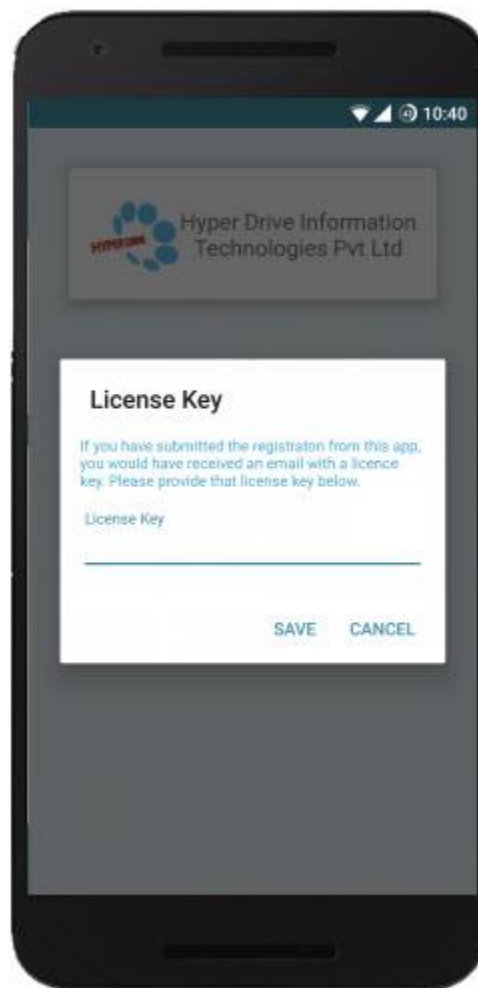 10:40
HYPER DRIVE
Hyper Drive Information
Technologies Pvt Ltd
License Key
If you have submitted the registraton from this app,
you would have received an email with a licence
key. Please provide that license key below.
License Key
SAVE CANCEL